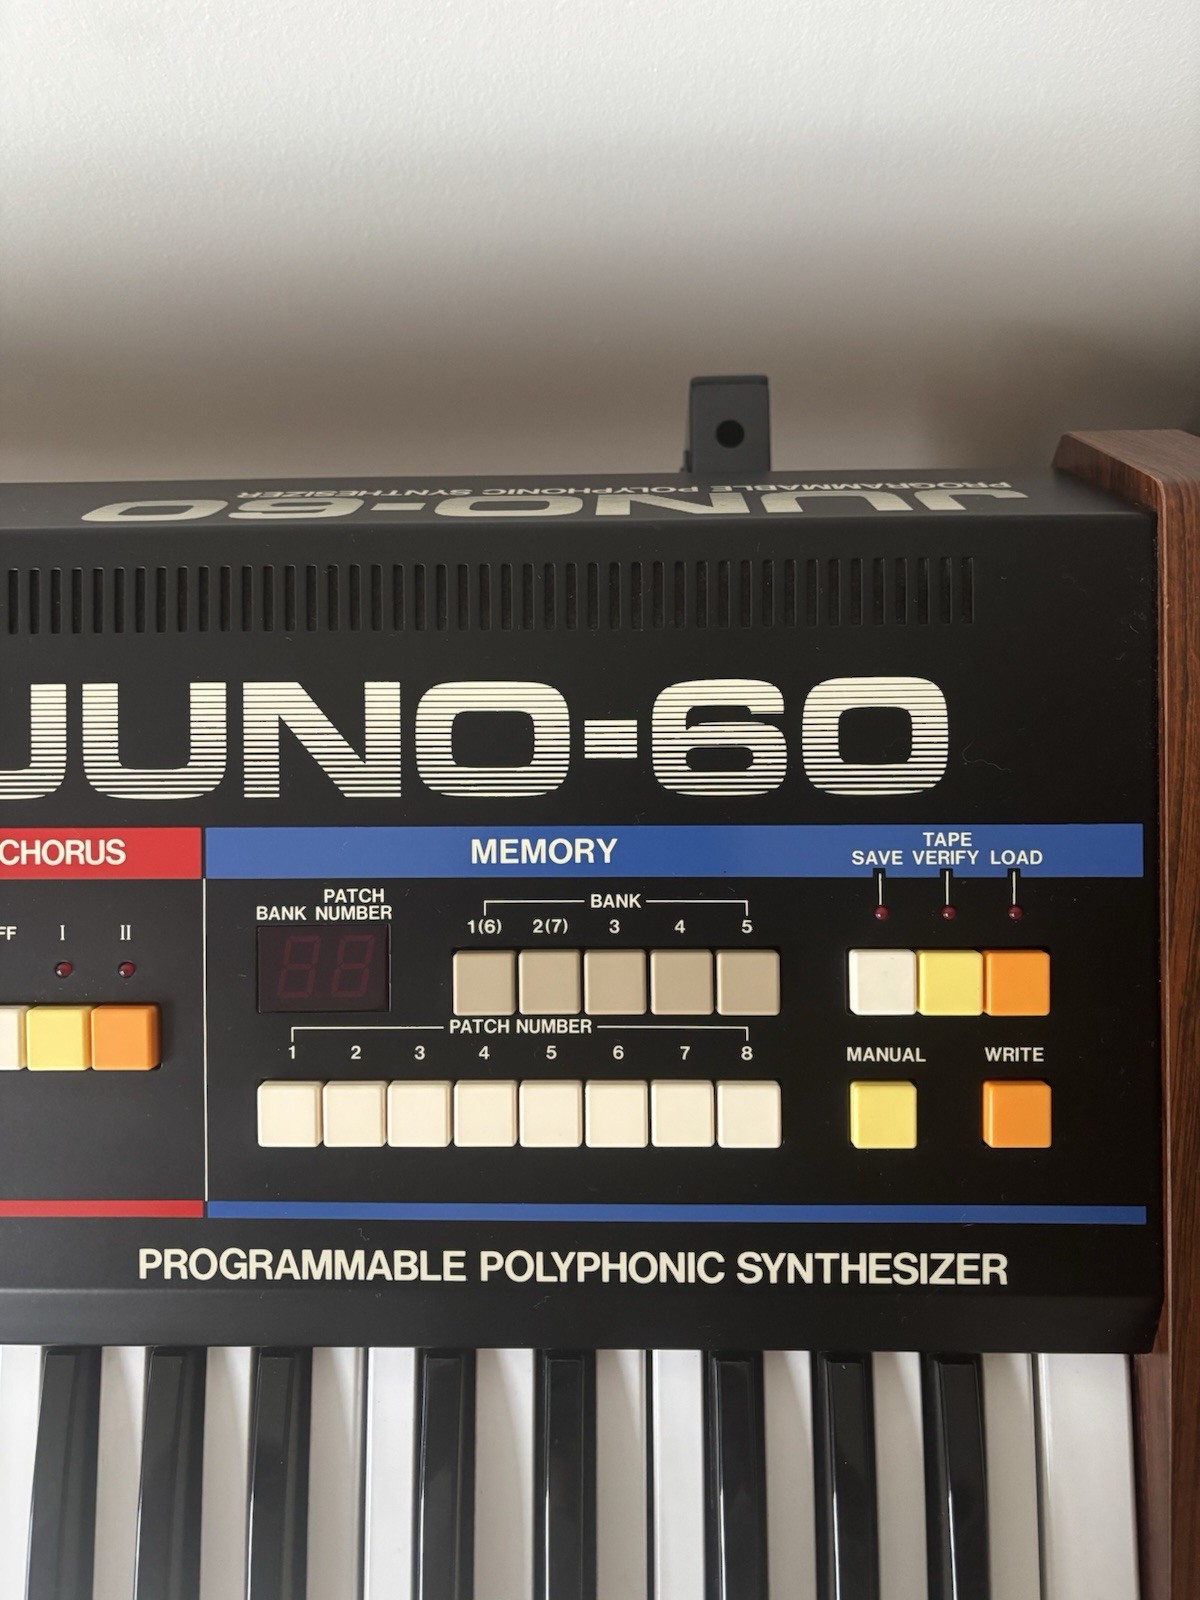 PROGRAMMABLE POLYPHONIC SYNTHESIZER
JUNO-60
JUNO-60
CHORUS
MEMORY
TAPE
SAVE VERIFY LOAD
PATCH
BANK NUMBER
BANK
1(6) 2(7) 3 4 5
FF I II
PATCH NUMBER
1 2 3 4 5 6 7 8
MANUAL WRITE
PROGRAMMABLE POLYPHONIC SYNTHESIZER